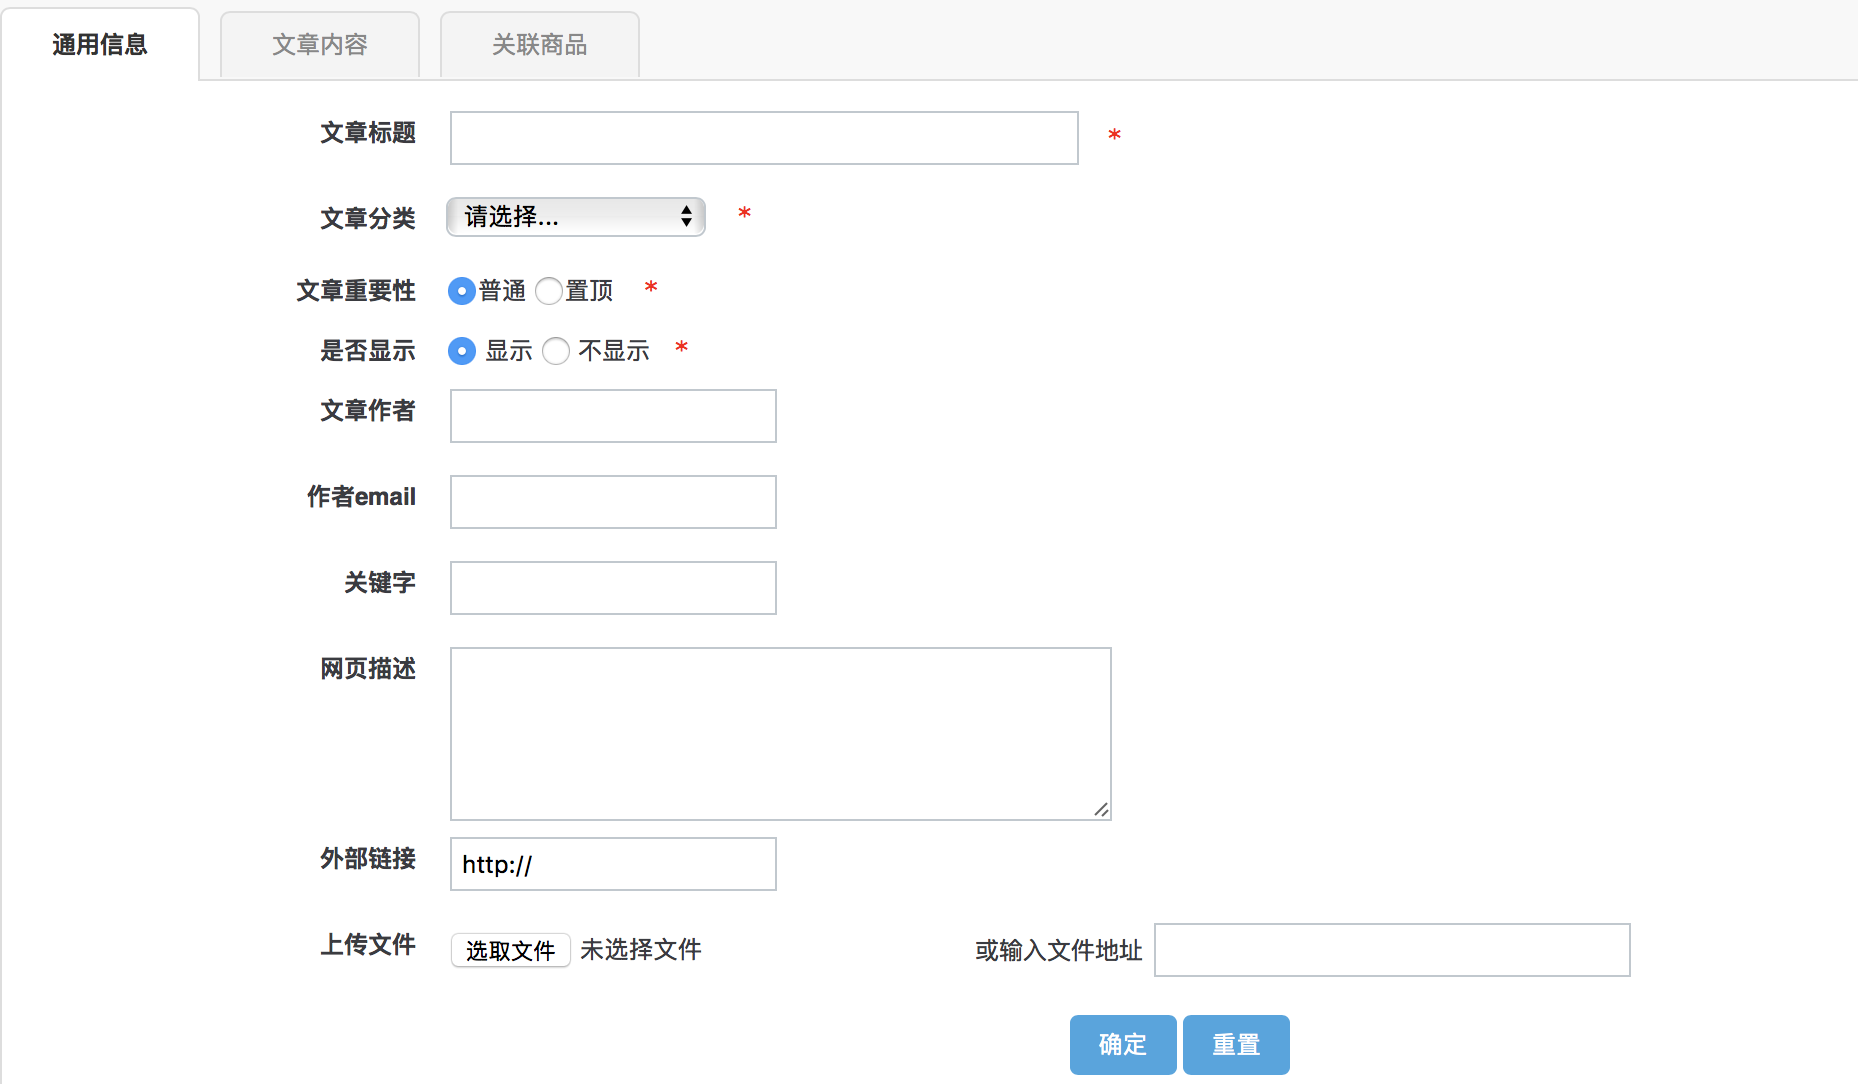 通用信息 文章内容 关联商品
文章标题 *
文章分类 请选择... *
文章重要性 普通 置顶 *
是否显示 显示 不显示 *
文章作者
作者email
关键字
网页描述
外部链接 http://
上传文件 选取文件 未选择文件 或输入文件地址
确定 重置